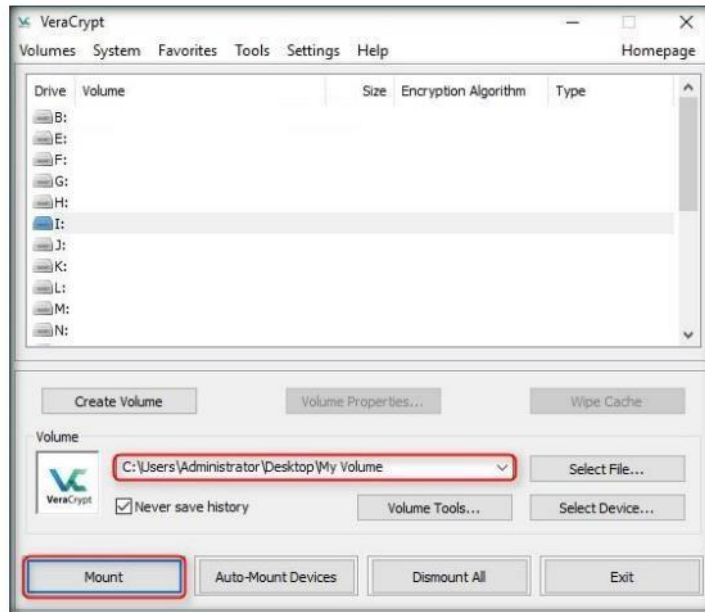 VeraCrypt
Volumes System Favorites Tools Settings Help Homepage
Drive Volume Size Encryption Algorithm Type
B:
E:
F:
G:
H:
I:
J:
K:
L:
M:
N:
Create Volume Volume Properties... Wipe Cache
Volume
C:\Users\Administrator\Desktop\My Volume Select File...
VeraCrypt
Never save history Volume Tools... Select Device...
Mount Auto-Mount Devices Dismount All Exit